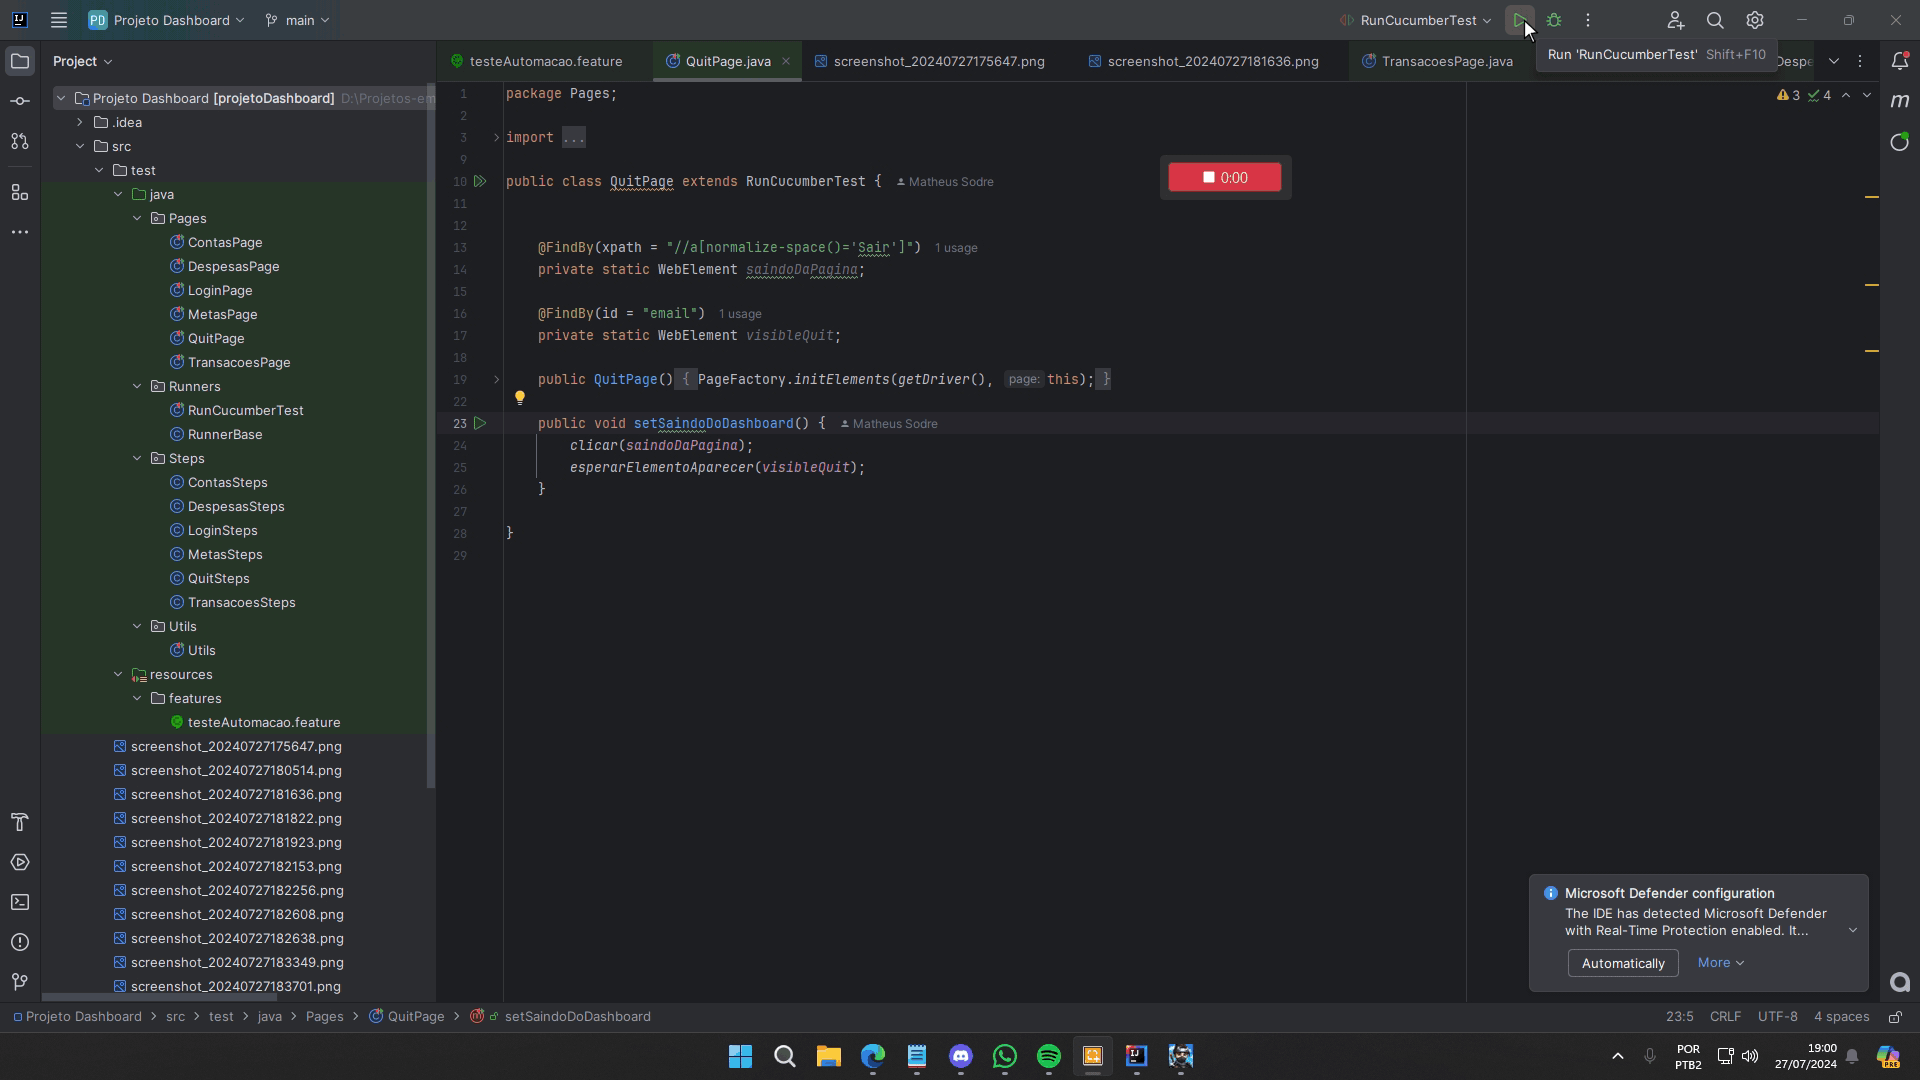 PD Projeto Dashboard
main
RunCucumberTest
Run 'RunCucumberTest' Shift+F10
Project
testeAutomacao.feature
QuitPage.java
screenshot_20240727175647.png
screenshot_20240727181636.png
TransacoesPage.java
Despe
Projeto Dashboard [projetoDashboard] D:\Projetos-em
.idea
src
test
java
Pages
ContasPage
DespesasPage
LoginPage
MetasPage
QuitPage
TransacoesPage
Runners
RunCucumberTest
RunnerBase
Steps
ContasSteps
DespesasSteps
LoginSteps
MetasSteps
QuitSteps
TransacoesSteps
Utils
Utils
resources
features
testeAutomacao.feature
screenshot_20240727175647.png
screenshot_20240727180514.png
screenshot_20240727181636.png
screenshot_20240727181822.png
screenshot_20240727181923.png
screenshot_20240727182153.png
screenshot_20240727182256.png
screenshot_20240727182608.png
screenshot_20240727182638.png
screenshot_20240727183349.png
screenshot_20240727183701.png
3 4
0:00
1 package Pages;
2
3 import ...
9
10 public class QuitPage extends RunCucumberTest { Matheus Sodre
11
12
13 @FindBy(xpath = "//a[normalize-space()='Sair']") 1 usage
14 private static WebElement saindoDaPagina;
15
16 @FindBy(id = "email") 1 usage
17 private static WebElement visibleQuit;
18
19 public QuitPage() { PageFactory.initElements(getDriver(), page: this); }
22
23 public void setSaindoDoDashboard() { Matheus Sodre
24 clicar(saindoDaPagina);
25 esperarElementoAparecer(visibleQuit);
26 }
27
28 }
29
Microsoft Defender configuration
The IDE has detected Microsoft Defender
with Real-Time Protection enabled. It...
Automatically
More
Projeto Dashboard > src > test > java > Pages > QuitPage > setSaindoDoDashboard
23:5 CRLF UTF-8 4 spaces
POR
PTB2
19:00
27/07/2024